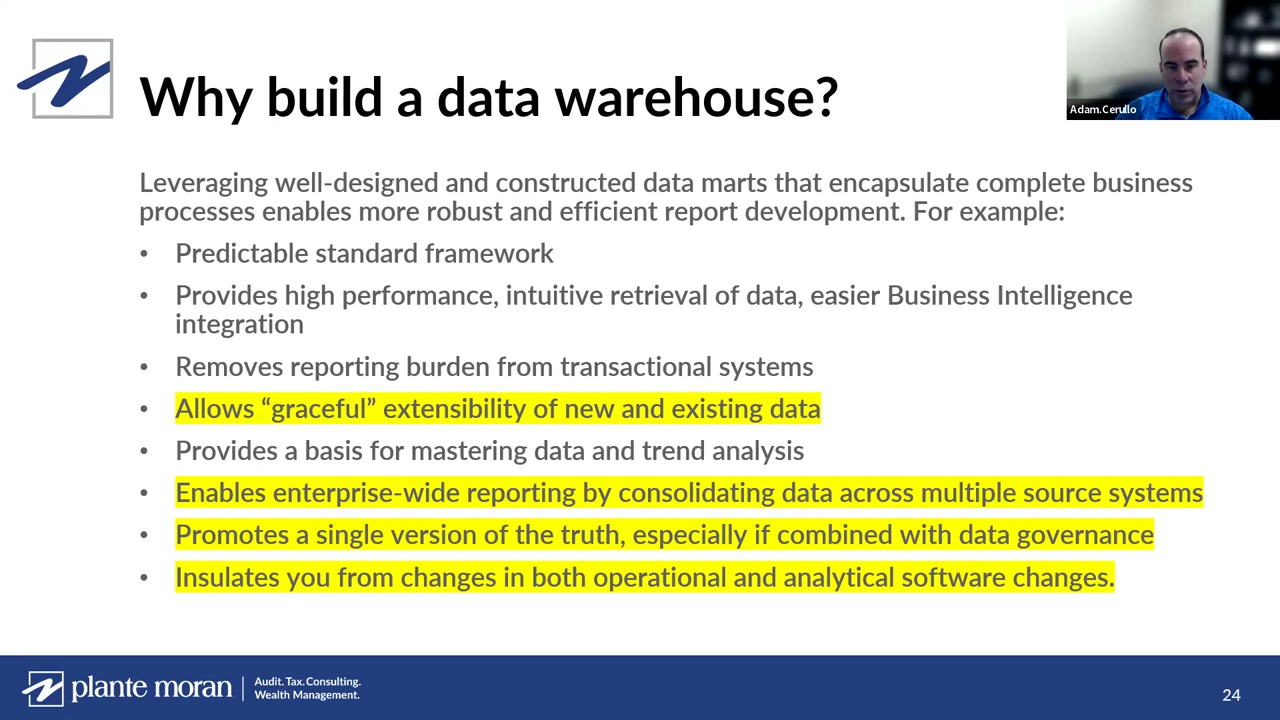 Why build a data warehouse?
Adam.Cerullo
Leveraging well-designed and constructed data marts that encapsulate complete business
processes enables more robust and efficient report development. For example:
• Predictable standard framework
• Provides high performance, intuitive retrieval of data, easier Business Intelligence
integration
• Removes reporting burden from transactional systems
• Allows “graceful” extensibility of new and existing data
• Provides a basis for mastering data and trend analysis
• Enables enterprise-wide reporting by consolidating data across multiple source systems
• Promotes a single version of the truth, especially if combined with data governance
• Insulates you from changes in both operational and analytical software changes.
plante moran
Audit. Tax. Consulting.
Wealth Management.
24